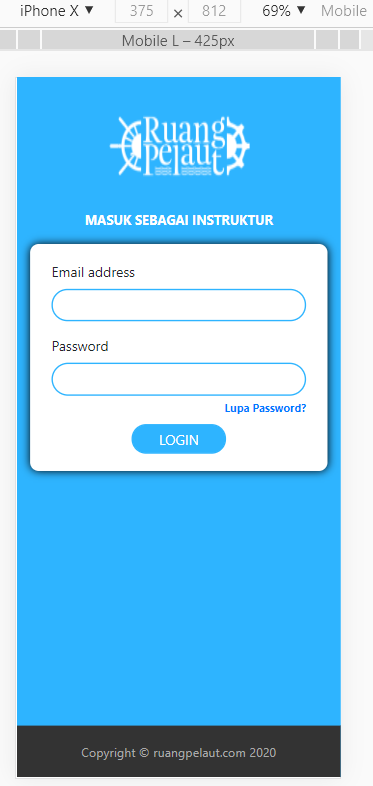 iPhone X ▼ 375 × 812 69% ▼ Mobile
Mobile L – 425px
Ruang
Pelaut
MASUK SEBAGAI INSTRUKTUR
Email address
Password
Lupa Password?
LOGIN
Copyright © ruangpelaut.com 2020